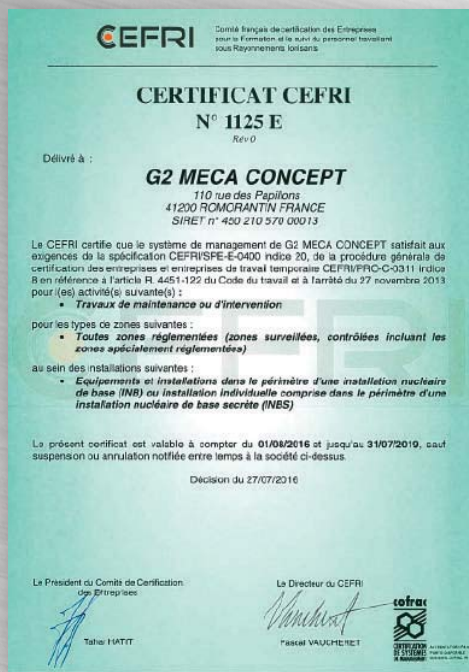 CEFRI
Comité français de certification des Entreprises
pour la Formation et le suivi du personnel travaillant
sous Rayonnements Ionisants
CERTIFICAT CEFRI
N° 1125 E
Rév 0
Délivré à :
G2 MECA CONCEPT
110 rue des Papillons
41200 ROMORANTIN FRANCE
SIRET n° 450 210 570 00013
Le CEFRI certifie que le système de management de G2 MECA CONCEPT satisfait aux
exigences de la spécification CEFRI/SPE-E-0400 indice 20, de la procédure générale de
certification des entreprises et entreprises de travail temporaire CEFRI/PRO-C-0311 indice
8 en référence à l'article R. 4451-122 du Code du travail et à l'arrêté du 27 novembre 2013
pour l(es) activité(s) suivante(s) :
• Travaux de maintenance ou d'intervention
pour les types de zones suivantes :
• Toutes zones réglementées (zones surveillées, contrôlées incluant les
zones spécialement réglementées)
au sein des installations suivantes :
• Equipements et installations dans le périmètre d'une installation nucléaire
de base (INB) ou installation individuelle comprise dans le périmètre d'une
installation nucléaire de base secrète (INBS)
Le présent certificat est valable à compter du 01/08/2016 et jusqu'au 31/07/2019, sauf
suspension ou annulation notifiée entre temps à la société ci-dessus.
Décision du 27/07/2016
Le Président du Comité de Certification
des Entreprises
Tahar HATIT
Le Directeur du CEFRI
Vaucheret
Pascal VAUCHERET
cofrac
CERTIFICATION
DE SYSTEMES
DE MANAGEMENT